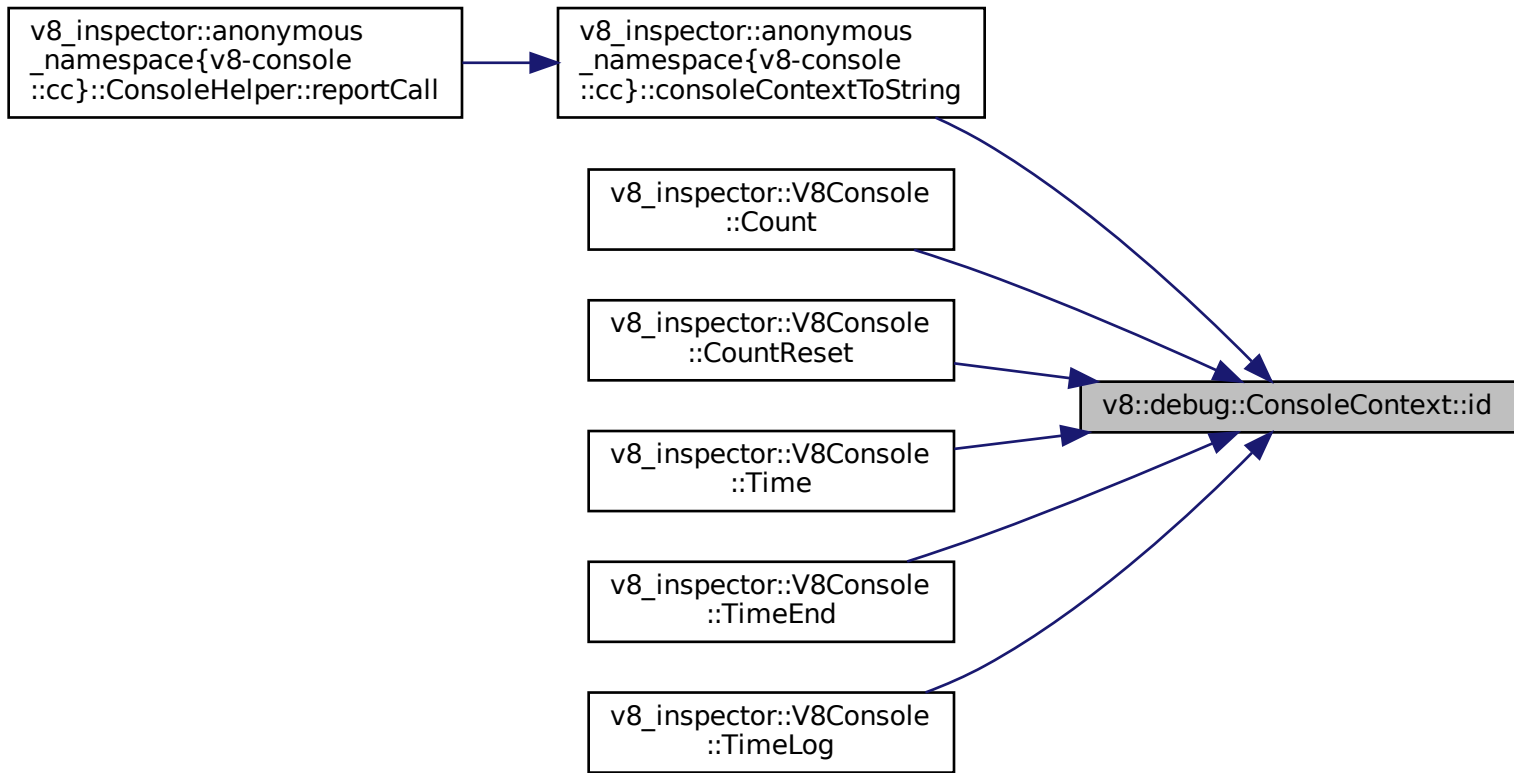 v8_inspector::anonymous
_namespace{v8-console
::cc}::ConsoleHelper::reportCall
v8_inspector::anonymous
_namespace{v8-console
::cc}::consoleContextToString
v8_inspector::V8Console
::Count
v8_inspector::V8Console
::CountReset
v8::debug::ConsoleContext::id
v8_inspector::V8Console
::Time
v8_inspector::V8Console
::TimeEnd
v8_inspector::V8Console
::TimeLog